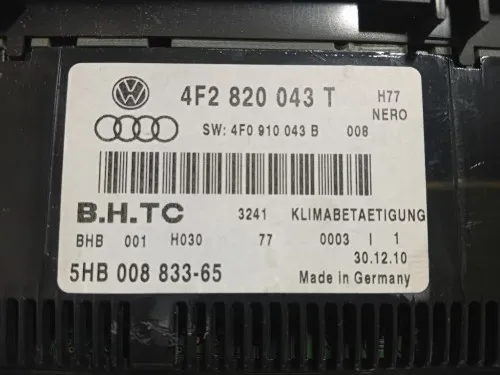 4F2 820 043 T H77
NERO
SW: 4F0 910 043 B 008
B.H.TC 3241 KLIMABETAETIGUNG
BHB 001 H030 77 0003 I 1
30.12.10
5HB 008 833-65 Made in Germany